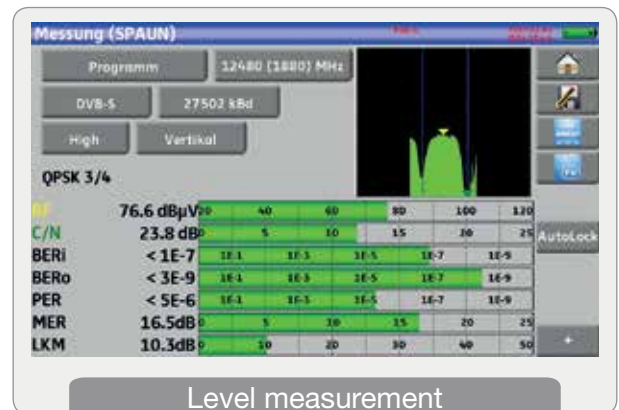 Messung (SPAUN)
Programm 12480 (1880) MHz
DVB-S 27502 kBd
High Vertikal
QPSK 3/4
RF 76.6 dBµV 20 40 60 80 100 120
C/N 23.8 dB 0 5 10 15 20 25 AutoLock
BERi < 1E-7 1E-1 1E-3 1E-5 1E-7 1E-9
BERo < 3E-9 1E-1 1E-3 1E-5 1E-7 1E-9
PER < 5E-6 1E-1 1E-3 1E-5 1E-7 1E-9
MER 16.5dB 0 5 10 15 20 25
LKM 10.3dB 0 10 20 30 40 50 +
Level measurement